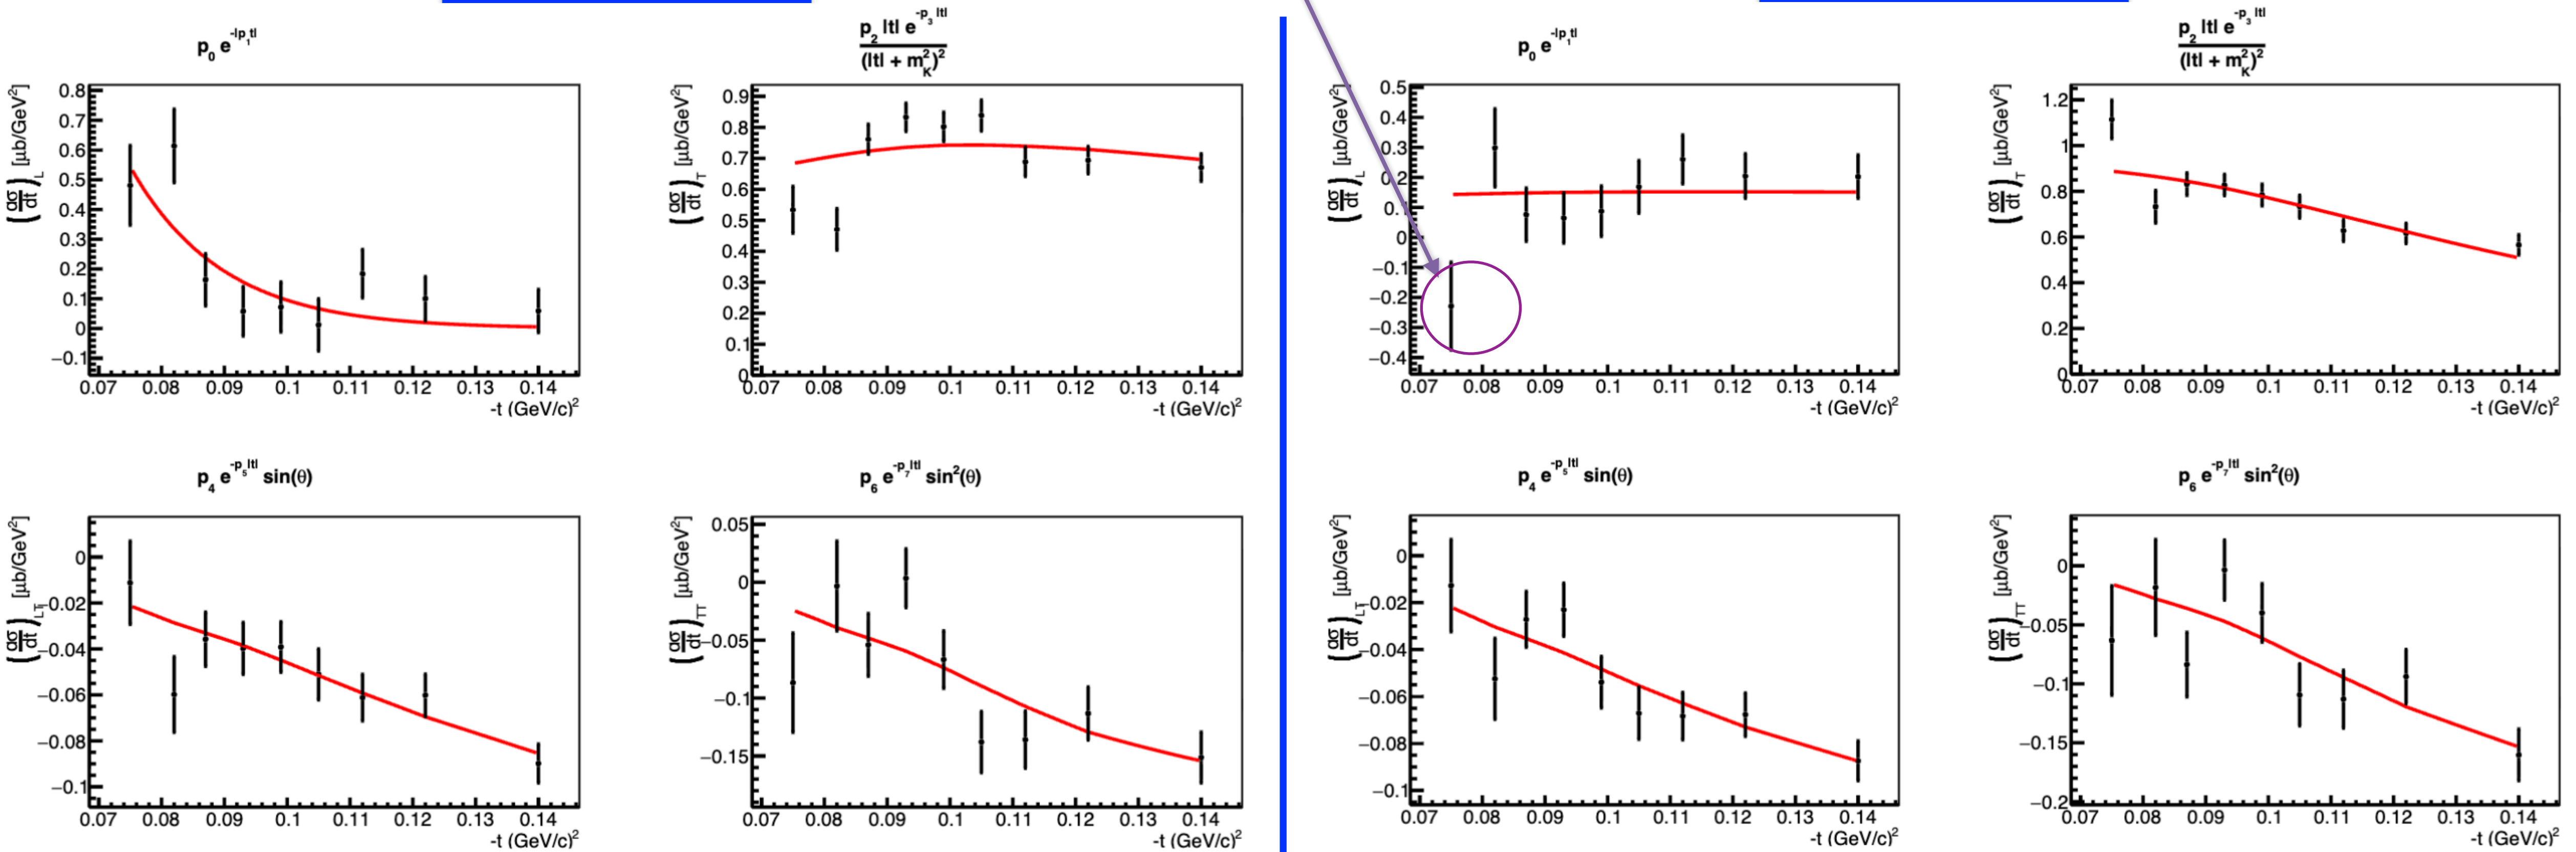 p₀ e^-|p₁t|
(dσ/dt)_L [μb/GeV²]
0.8
0.7
0.6
0.5
0.4
0.3
0.2
0.1
0
−0.1
0.07 0.08 0.09 0.1 0.11 0.12 0.13 0.14
-t (GeV/c)²
p₂ |t| e^-p₃ |t|
(|t| + m²_K)²
(dσ/dt)_T [μb/GeV²]
0.9
0.8
0.7
0.6
0.5
0.4
0.3
0.2
0.1
0
0.07 0.08 0.09 0.1 0.11 0.12 0.13 0.14
-t (GeV/c)²
p₀ e^-|p₁t|
(dσ/dt)_L [μb/GeV²]
0.5
0.4
0.3
0.2
0.1
0
−0.1
−0.2
−0.3
−0.4
0.07 0.08 0.09 0.1 0.11 0.12 0.13 0.14
-t (GeV/c)²
p₂ |t| e^-p₃ |t|
(|t| + m²_K)²
(dσ/dt)_T [μb/GeV²]
1.2
1
0.8
0.6
0.4
0.2
0
0.07 0.08 0.09 0.1 0.11 0.12 0.13 0.14
-t (GeV/c)²
p₄ e^-p₅|t| sin(θ)
(dσ/dt)_LT [μb/GeV²]
0
−0.02
−0.04
−0.06
−0.08
−0.1
0.07 0.08 0.09 0.1 0.11 0.12 0.13 0.14
-t (GeV/c)²
p₆ e^-p₇|t| sin²(θ)
(dσ/dt)_TT [μb/GeV²]
0.05
0
−0.05
−0.1
−0.15
0.07 0.08 0.09 0.1 0.11 0.12 0.13 0.14
-t (GeV/c)²
p₄ e^-p₅|t| sin(θ)
(dσ/dt)_LT [μb/GeV²]
0
−0.02
−0.04
−0.06
−0.08
−0.1
0.07 0.08 0.09 0.1 0.11 0.12 0.13 0.14
-t (GeV/c)²
p₆ e^-p₇|t| sin²(θ)
(dσ/dt)_TT [μb/GeV²]
0
−0.05
−0.1
−0.15
−0.2
0.07 0.08 0.09 0.1 0.11 0.12 0.13 0.14
-t (GeV/c)²